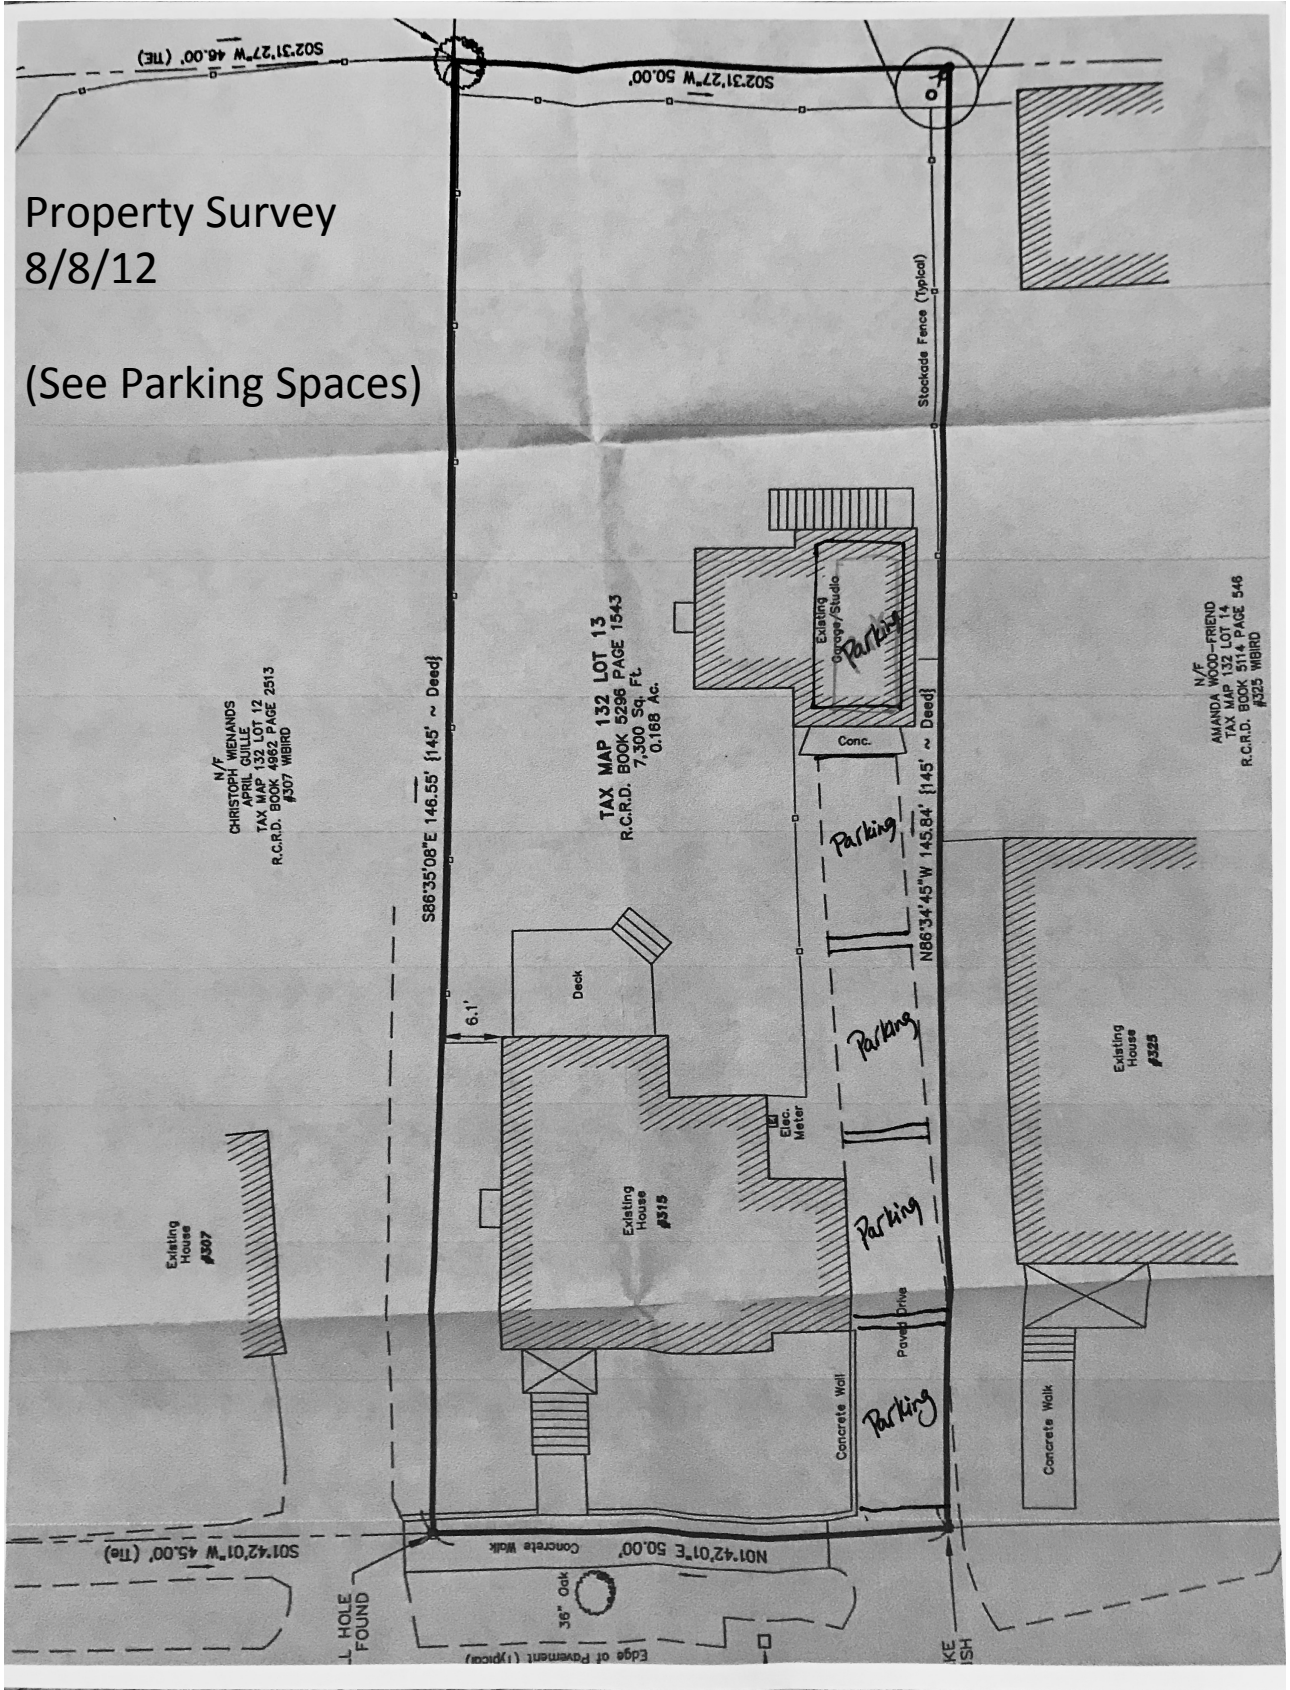 S02°31'27"W 46.00' (TIE)
S02°31'27"W 50.00'
Property Survey
8/8/12
(See Parking Spaces)
Stockade Fence (Typical)
N/F
CHRISTOPH WIENANDS
APRIL GUILLE
TAX MAP 132 LOT 12
R.C.R.D. BOOK 4962 PAGE 2513
#307 WIBIRD
S86°35'08"E 146.55' {145' ~ Deed}
TAX MAP 132 LOT 13
R.C.R.D. BOOK 5296 PAGE 1543
7,300 Sq. Ft.
0.168 Ac.
Existing
Garage/Studio
Parking
N/F
AMANDA WOOD-FRIEND
TAX MAP 132 LOT 14
R.C.R.D. BOOK 5114 PAGE 546
#325 WIBIRD
Conc.
N86°34'45"W 145.84' {145' ~ Deed}
Parking
Deck
6.1'
Parking
Existing
House
#325
E
Elec.
Meter
Existing
House
#307
Existing
House
#315
Parking
Paved Drive
Concrete Wall
Parking
Concrete Walk
S01°42'01"W 45.00' (Tie)
Concrete Walk
N01°42'01"E 50.00'
L HOLE
FOUND
36" Oak
Edge of Pavement (Typical)
KE
ISH